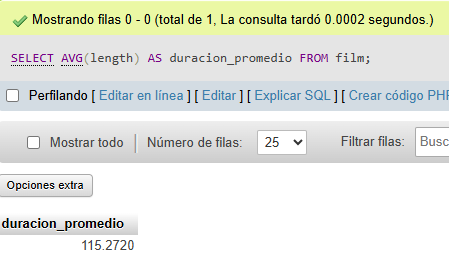 Mostrando filas 0 - 0 (total de 1, La consulta tardó 0.0002 segundos.)
SELECT AVG(length) AS duracion_promedio FROM film;
Perfilando [ Editar en línea ] [ Editar ] [ Explicar SQL ] [ Crear código PH
Mostrar todo Número de filas: 25 Filtrar filas: Busc
Opciones extra
duracion_promedio
115.2720